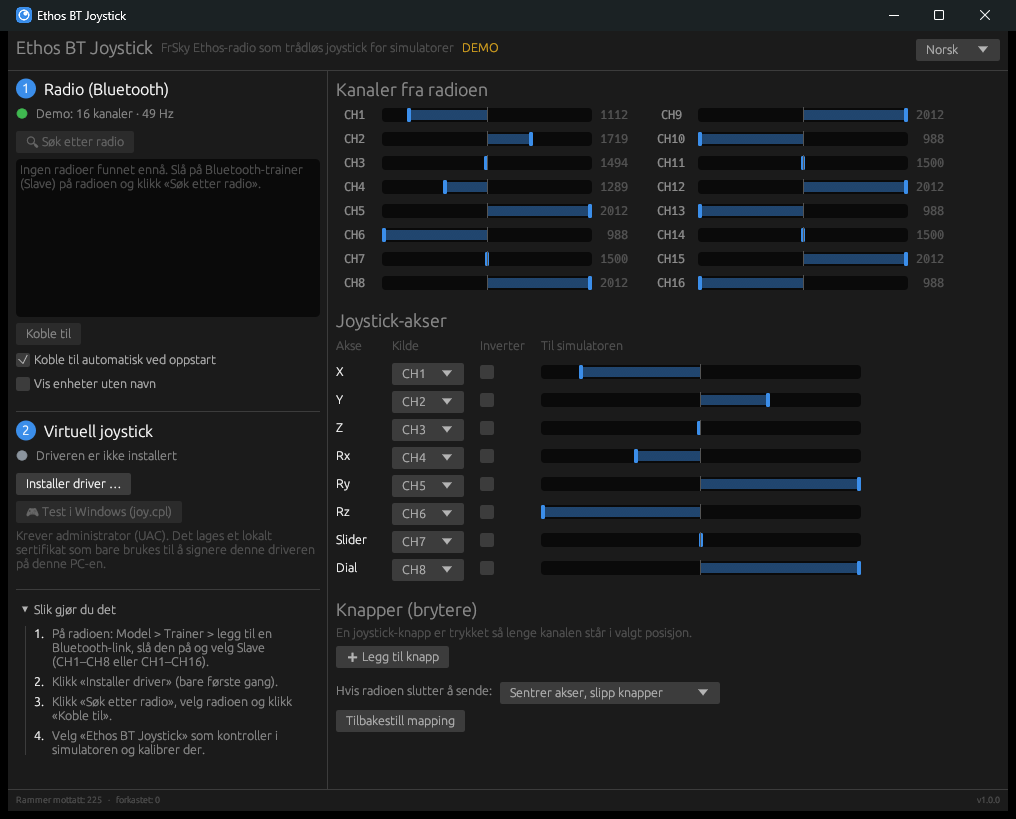 Ethos BT Joystick
Ethos BT Joystick FrSky Ethos-radio som trådløs joystick for simulatorer DEMO
Norsk
1 Radio (Bluetooth)
Demo: 16 kanaler · 49 Hz
Søk etter radio
Ingen radioer funnet ennå. Slå på Bluetooth-trainer
(Slave) på radioen og klikk «Søk etter radio».
Koble til
Koble til automatisk ved oppstart
Vis enheter uten navn
2 Virtuell joystick
Driveren er ikke installert
Installer driver ...
Test i Windows (joy.cpl)
Krever administrator (UAC). Det lages et lokalt
sertifikat som bare brukes til å signere denne driveren
på denne PC-en.
Slik gjør du det
1. På radioen: Model > Trainer > legg til en
Bluetooth-link, slå den på og velg Slave
(CH1–CH8 eller CH1–CH16).
2. Klikk «Installer driver» (bare første gang).
3. Klikk «Søk etter radio», velg radioen og klikk
«Koble til».
4. Velg «Ethos BT Joystick» som kontroller i
simulatoren og kalibrer der.
Kanaler fra radioen
CH1 1112 CH9 2012
CH2 1719 CH10 988
CH3 1494 CH11 1500
CH4 1289 CH12 2012
CH5 2012 CH13 988
CH6 988 CH14 1500
CH7 1500 CH15 2012
CH8 2012 CH16 988
Joystick-akser
Akse Kilde Inverter Til simulatoren
X CH1
Y CH2
Z CH3
Rx CH4
Ry CH5
Rz CH6
Slider CH7
Dial CH8
Knapper (brytere)
En joystick-knapp er trykket så lenge kanalen står i valgt posisjon.
+ Legg til knapp
Hvis radioen slutter å sende: Sentrer akser, slipp knapper
Tilbakestill mapping
Rammer mottatt: 225 · forkastet: 0
v1.0.0